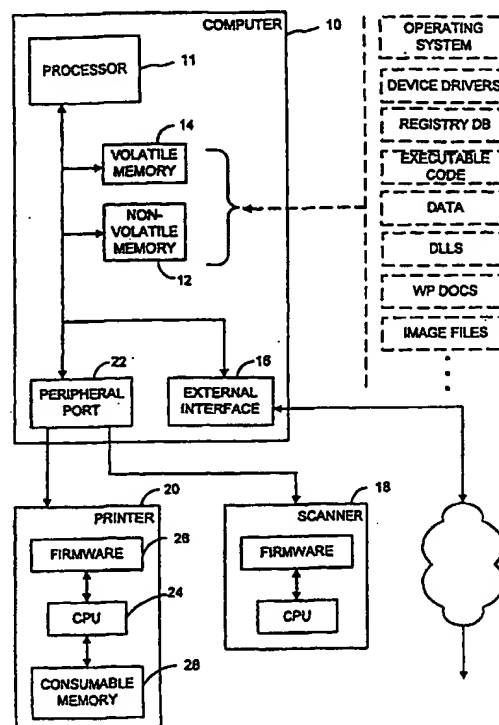 COMPUTER
10
PROCESSOR
11
14
VOLATILE
MEMORY
NON-
VOLATILE
MEMORY
12
22
PERIPHERAL
PORT
16
EXTERNAL
INTERFACE
OPERATING
SYSTEM
DEVICE DRIVERS
REGISTRY DB
EXECUTABLE
CODE
DATA
DLLS
WP DOCS
IMAGE FILES
20
PRINTER
FIRMWARE
26
CPU
24
CONSUMABLE
MEMORY
28
18
SCANNER
FIRMWARE
CPU